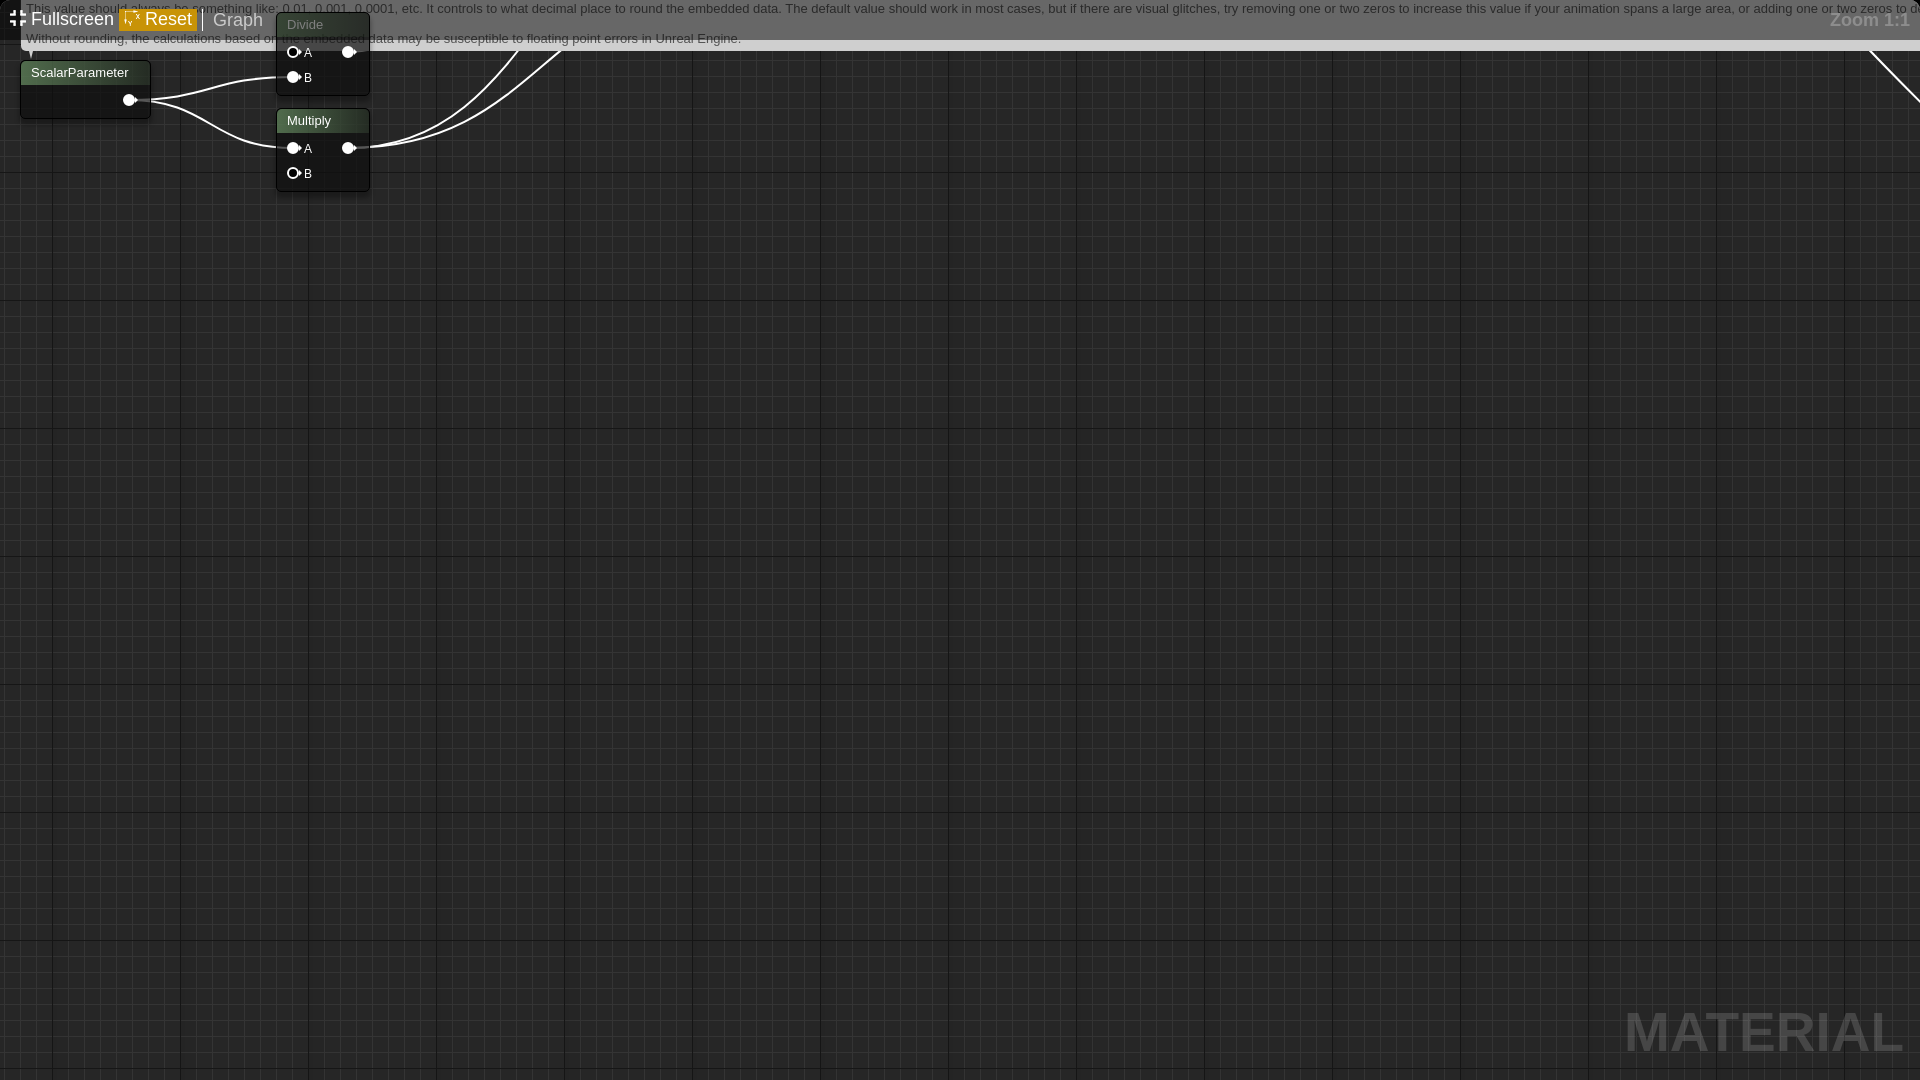 This value should always be something like: 0.01, 0.001, 0.0001, etc. It controls to what decimal place to round the embedded data. The default value should work in most cases, but if there are visual glitches, try removing one or two zeros to increase this value if your animation spans a large area, or adding one or two zeros to
Fullscreen Reset Graph
Zoom 1:1
Divide
Without rounding, the calculations based on the embedded data may be susceptible to floating point errors in Unreal Engine.
A
B
ScalarParameter
Multiply
A
B
MATERIAL